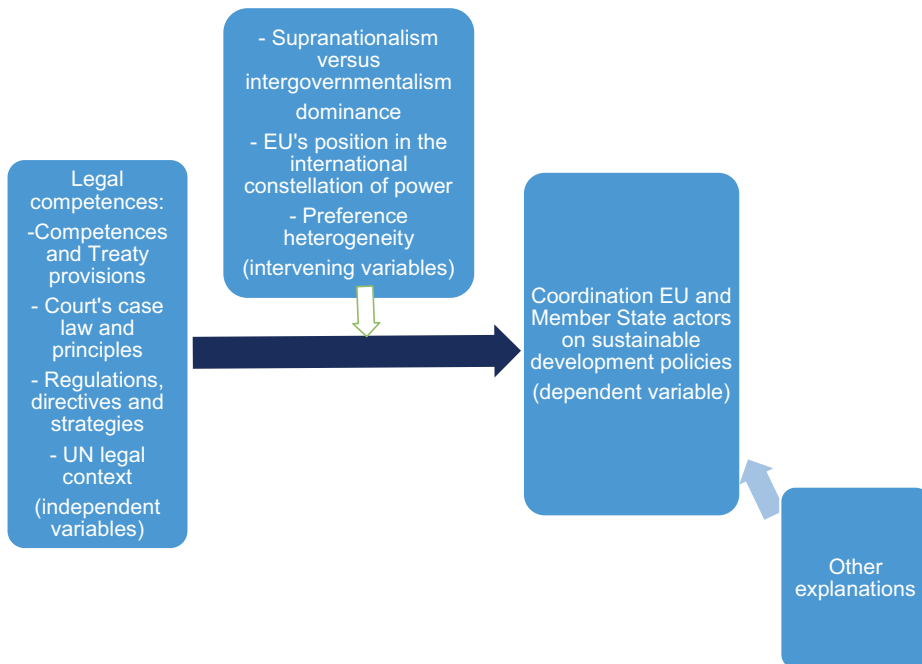 - Supranationalism
versus
intergovernmentalism
dominance
- EU's position in the
international
constellation of power
- Preference
heterogeneity
(intervening variables)
Legal
competences:
-Competences
and Treaty
provisions
- Court's case
law and
principles
- Regulations,
directives and
strategies
- UN legal
context
(independent
variables)
Coordination EU and
Member State actors
on sustainable
development policies
(dependent variable)
Other
explanations